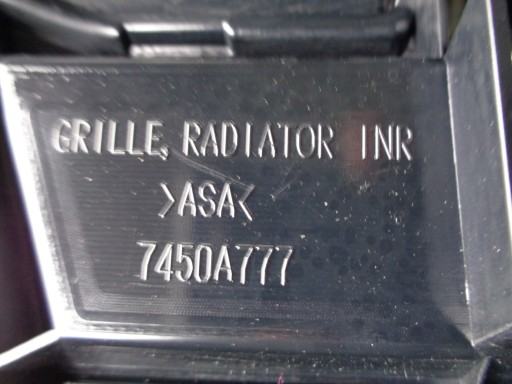 GRILLE, RADIATOR INR
>ASA<
7450A777